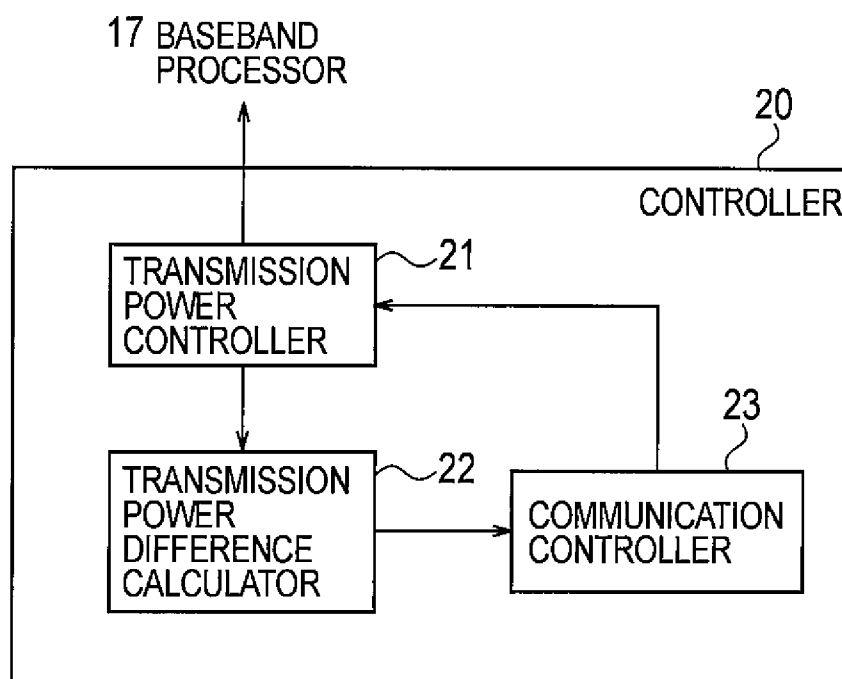 17 BASEBAND
PROCESSOR
20
CONTROLLER
21
TRANSMISSION
POWER
CONTROLLER
22
TRANSMISSION
POWER
DIFFERENCE
CALCULATOR
23
COMMUNICATION
CONTROLLER